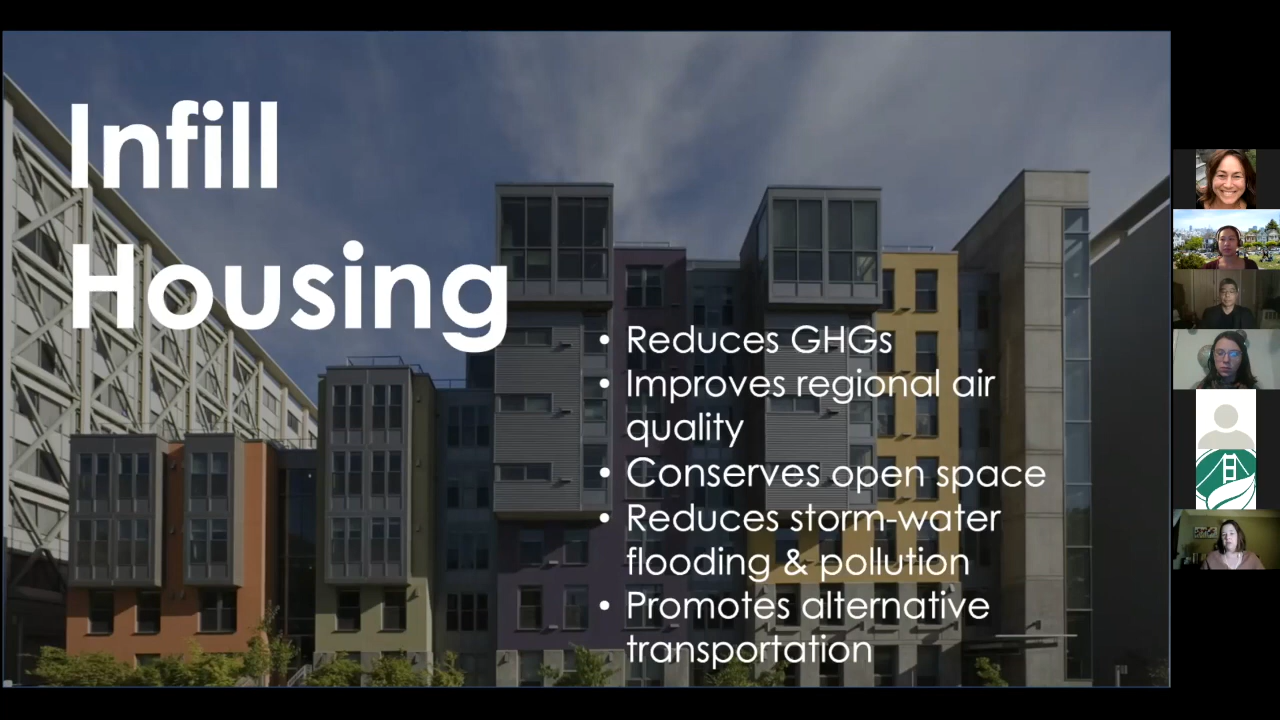 Infill
Housing
• Reduces GHGs
• Improves regional air
quality
• Conserves open space
• Reduces storm-water
flooding & pollution
• Promotes alternative
transportation